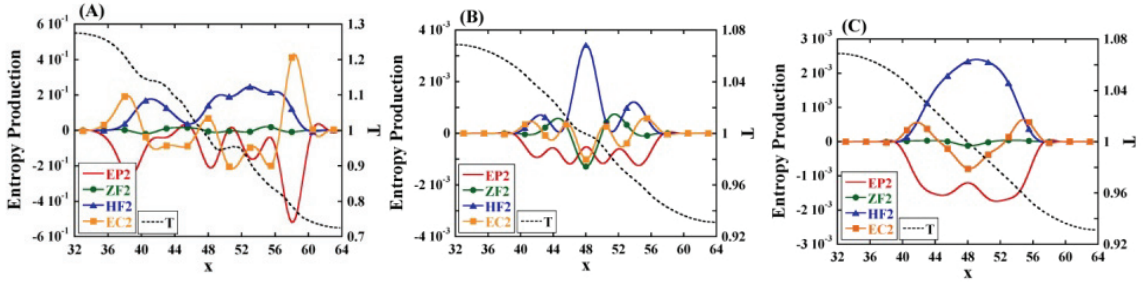 (A)
Entropy Production
6 10⁻¹
4 10⁻¹
2 10⁻¹
0
-2 10⁻¹
-4 10⁻¹
-6 10⁻¹
1.3
1.2
1.1
1
0.9
0.8
0.7
T
EP2
ZF2
HF2
EC2
T
32 36 40 44 48 52 56 60 64
x
(B)
Entropy Production
4 10⁻³
2 10⁻³
0
-2 10⁻³
-4 10⁻³
1.08
1.04
1
0.96
0.92
T
EP2
ZF2
HF2
EC2
T
32 36 40 44 48 52 56 60 64
x
(C)
Entropy Production
3 10⁻³
2 10⁻³
1 10⁻³
0
-1 10⁻³
-2 10⁻³
-3 10⁻³
1.08
1.04
1
0.96
0.92
T
EP2
ZF2
HF2
EC2
T
32 36 40 44 48 52 56 60 64
x